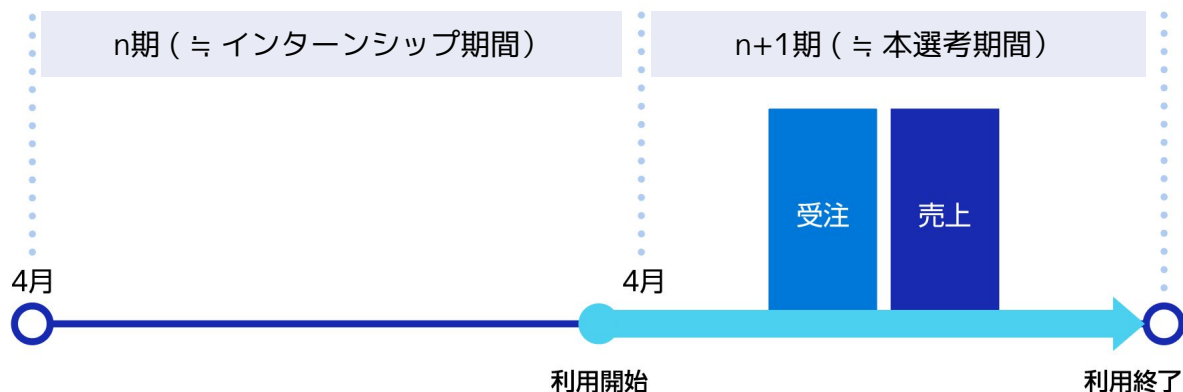 n期 ( ≒ インターンシップ期間）
n+1期 ( ≒ 本選考期間）
受注
売上
4月
4月
利用開始
利用終了